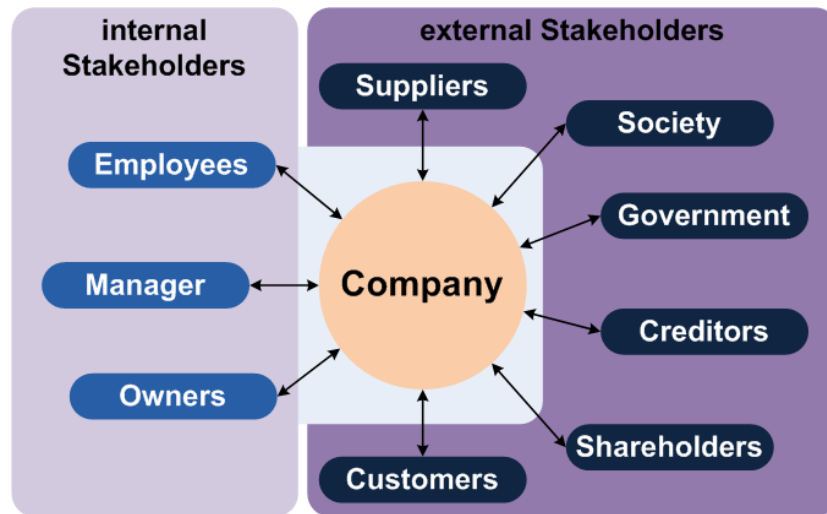 internal
Stakeholders
external Stakeholders
Suppliers
Society
Employees
Government
Manager
Company
Creditors
Owners
Shareholders
Customers